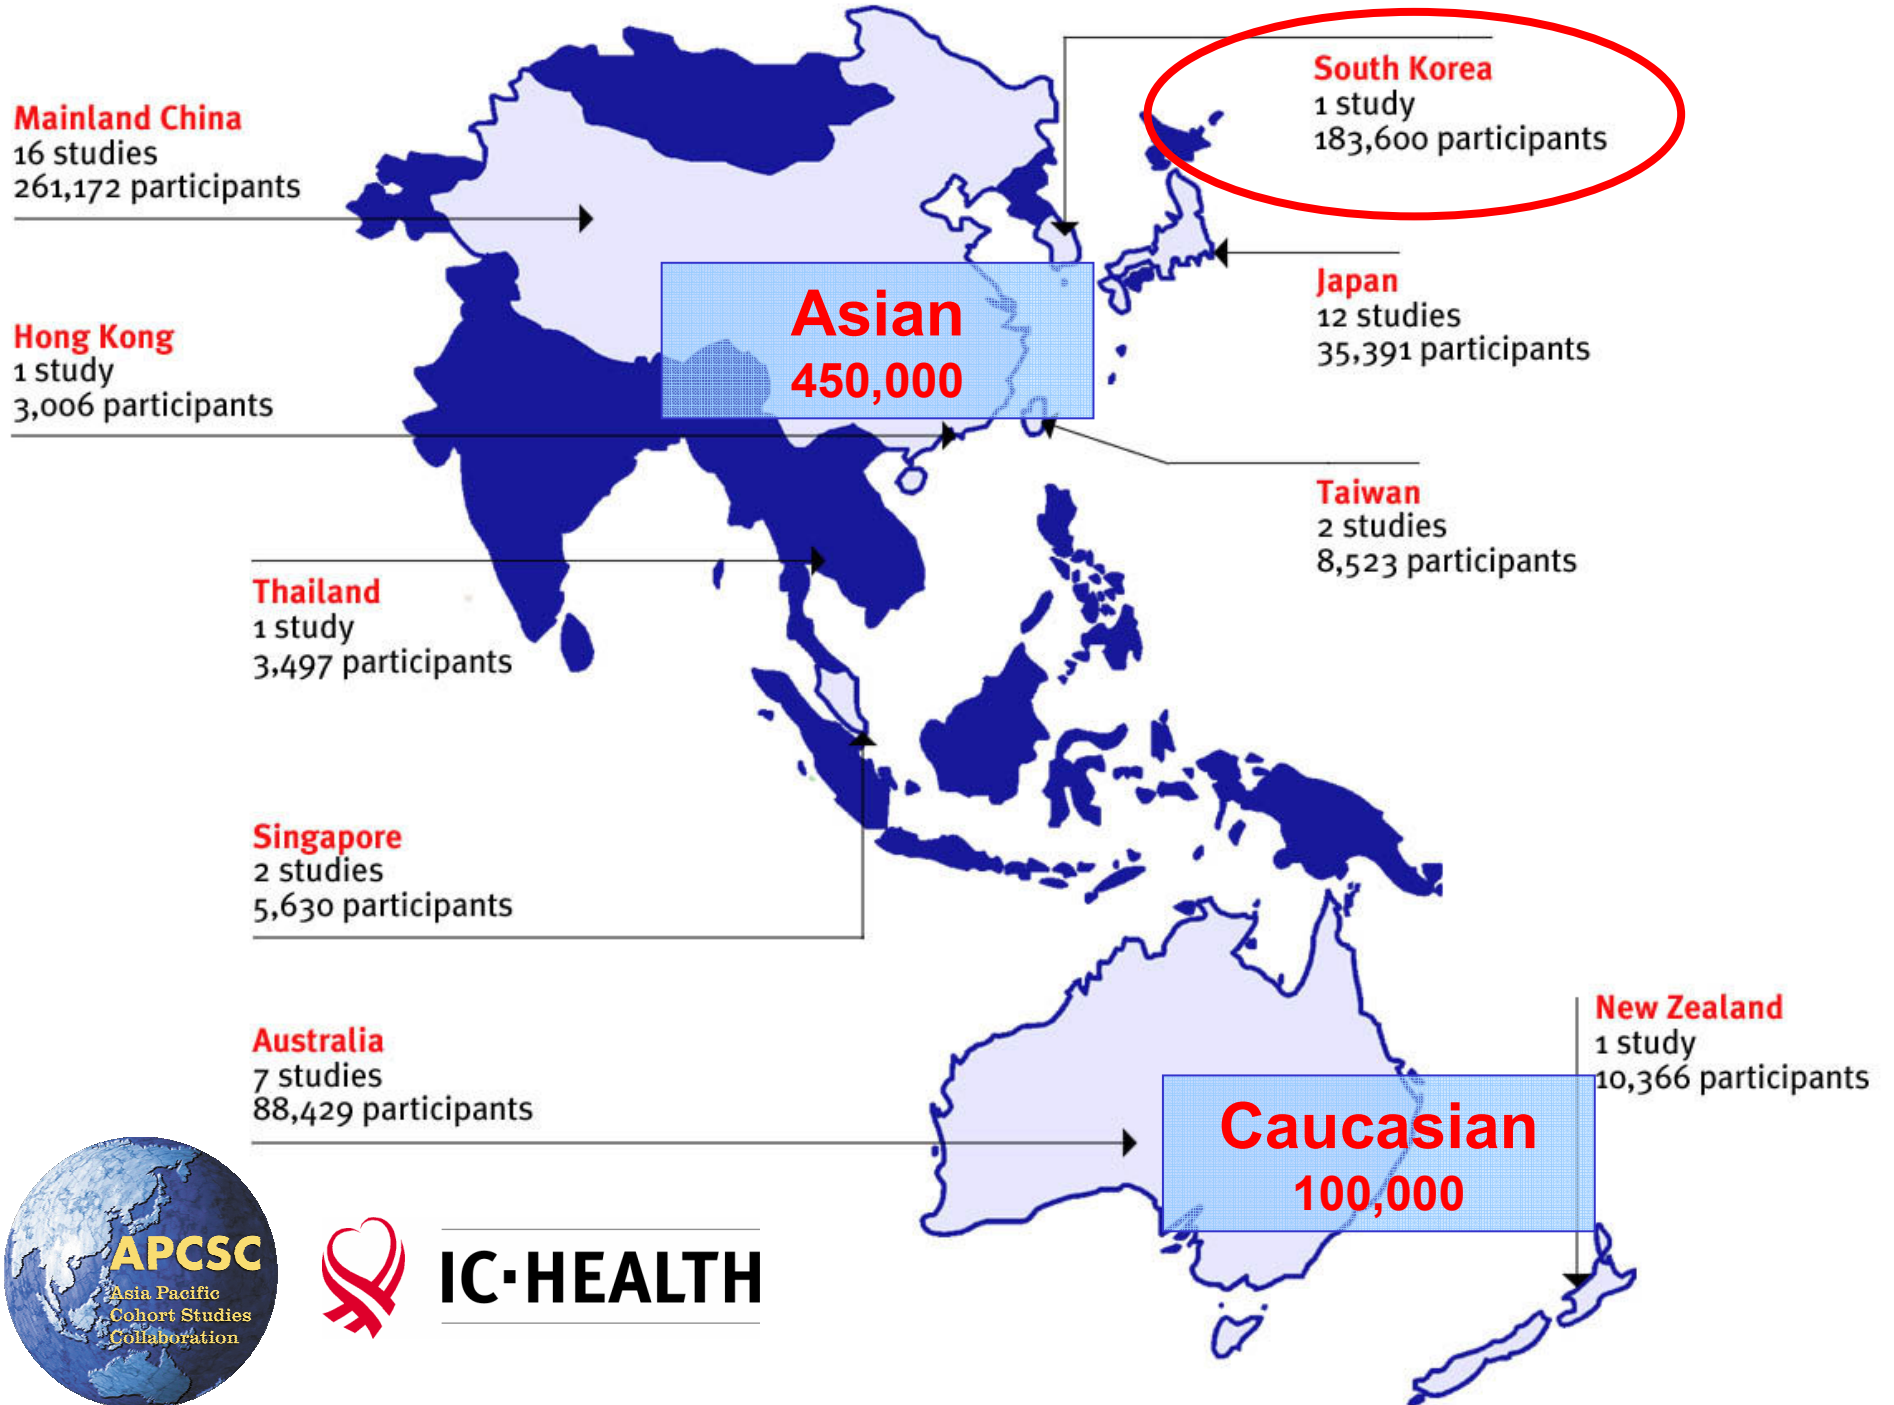 South Korea
1 study
183,600 participants
Mainland China
16 studies
261,172 participants
Japan
12 studies
35,391 participants
Asian
450,000
Hong Kong
1 study
3,006 participants
Taiwan
2 studies
8,523 participants
Thailand
1 study
3,497 participants
Singapore
2 studies
5,630 participants
New Zealand
1 study
10,366 participants
Australia
7 studies
88,429 participants
Caucasian
100,000
APCSC
Asia Pacific
Cohort Studies
Collaboration
IC·HEALTH